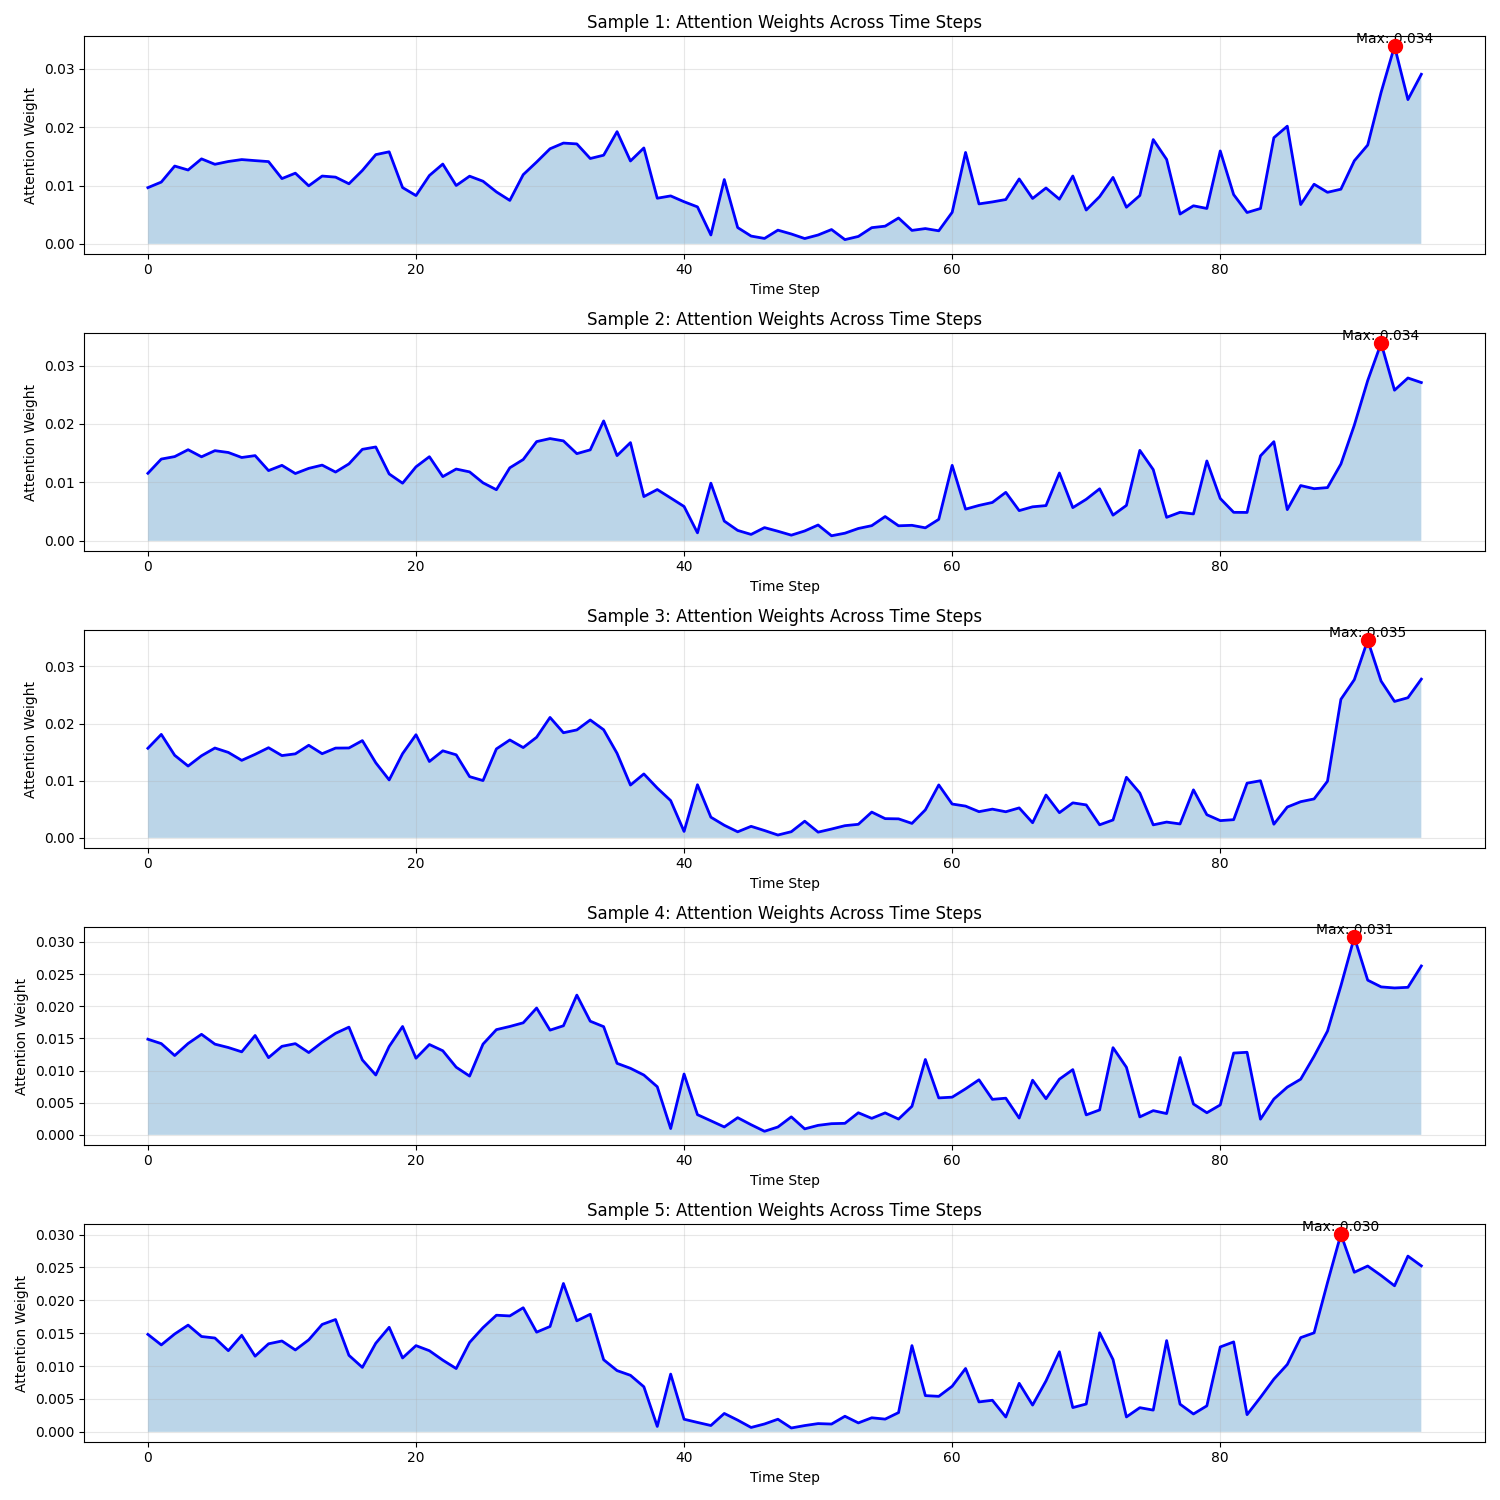 Sample 1: Attention Weights Across Time Steps
Max: 0.034
Attention Weight
0.03
0.02
0.01
0.00
0 20 40 60 80
Time Step
Sample 2: Attention Weights Across Time Steps
Max: 0.034
Attention Weight
0.03
0.02
0.01
0.00
0 20 40 60 80
Time Step
Sample 3: Attention Weights Across Time Steps
Max: 0.035
Attention Weight
0.03
0.02
0.01
0.00
0 20 40 60 80
Time Step
Sample 4: Attention Weights Across Time Steps
Max: 0.031
Attention Weight
0.030
0.025
0.020
0.015
0.010
0.005
0.000
0 20 40 60 80
Time Step
Sample 5: Attention Weights Across Time Steps
Max: 0.030
Attention Weight
0.030
0.025
0.020
0.015
0.010
0.005
0.000
0 20 40 60 80
Time Step